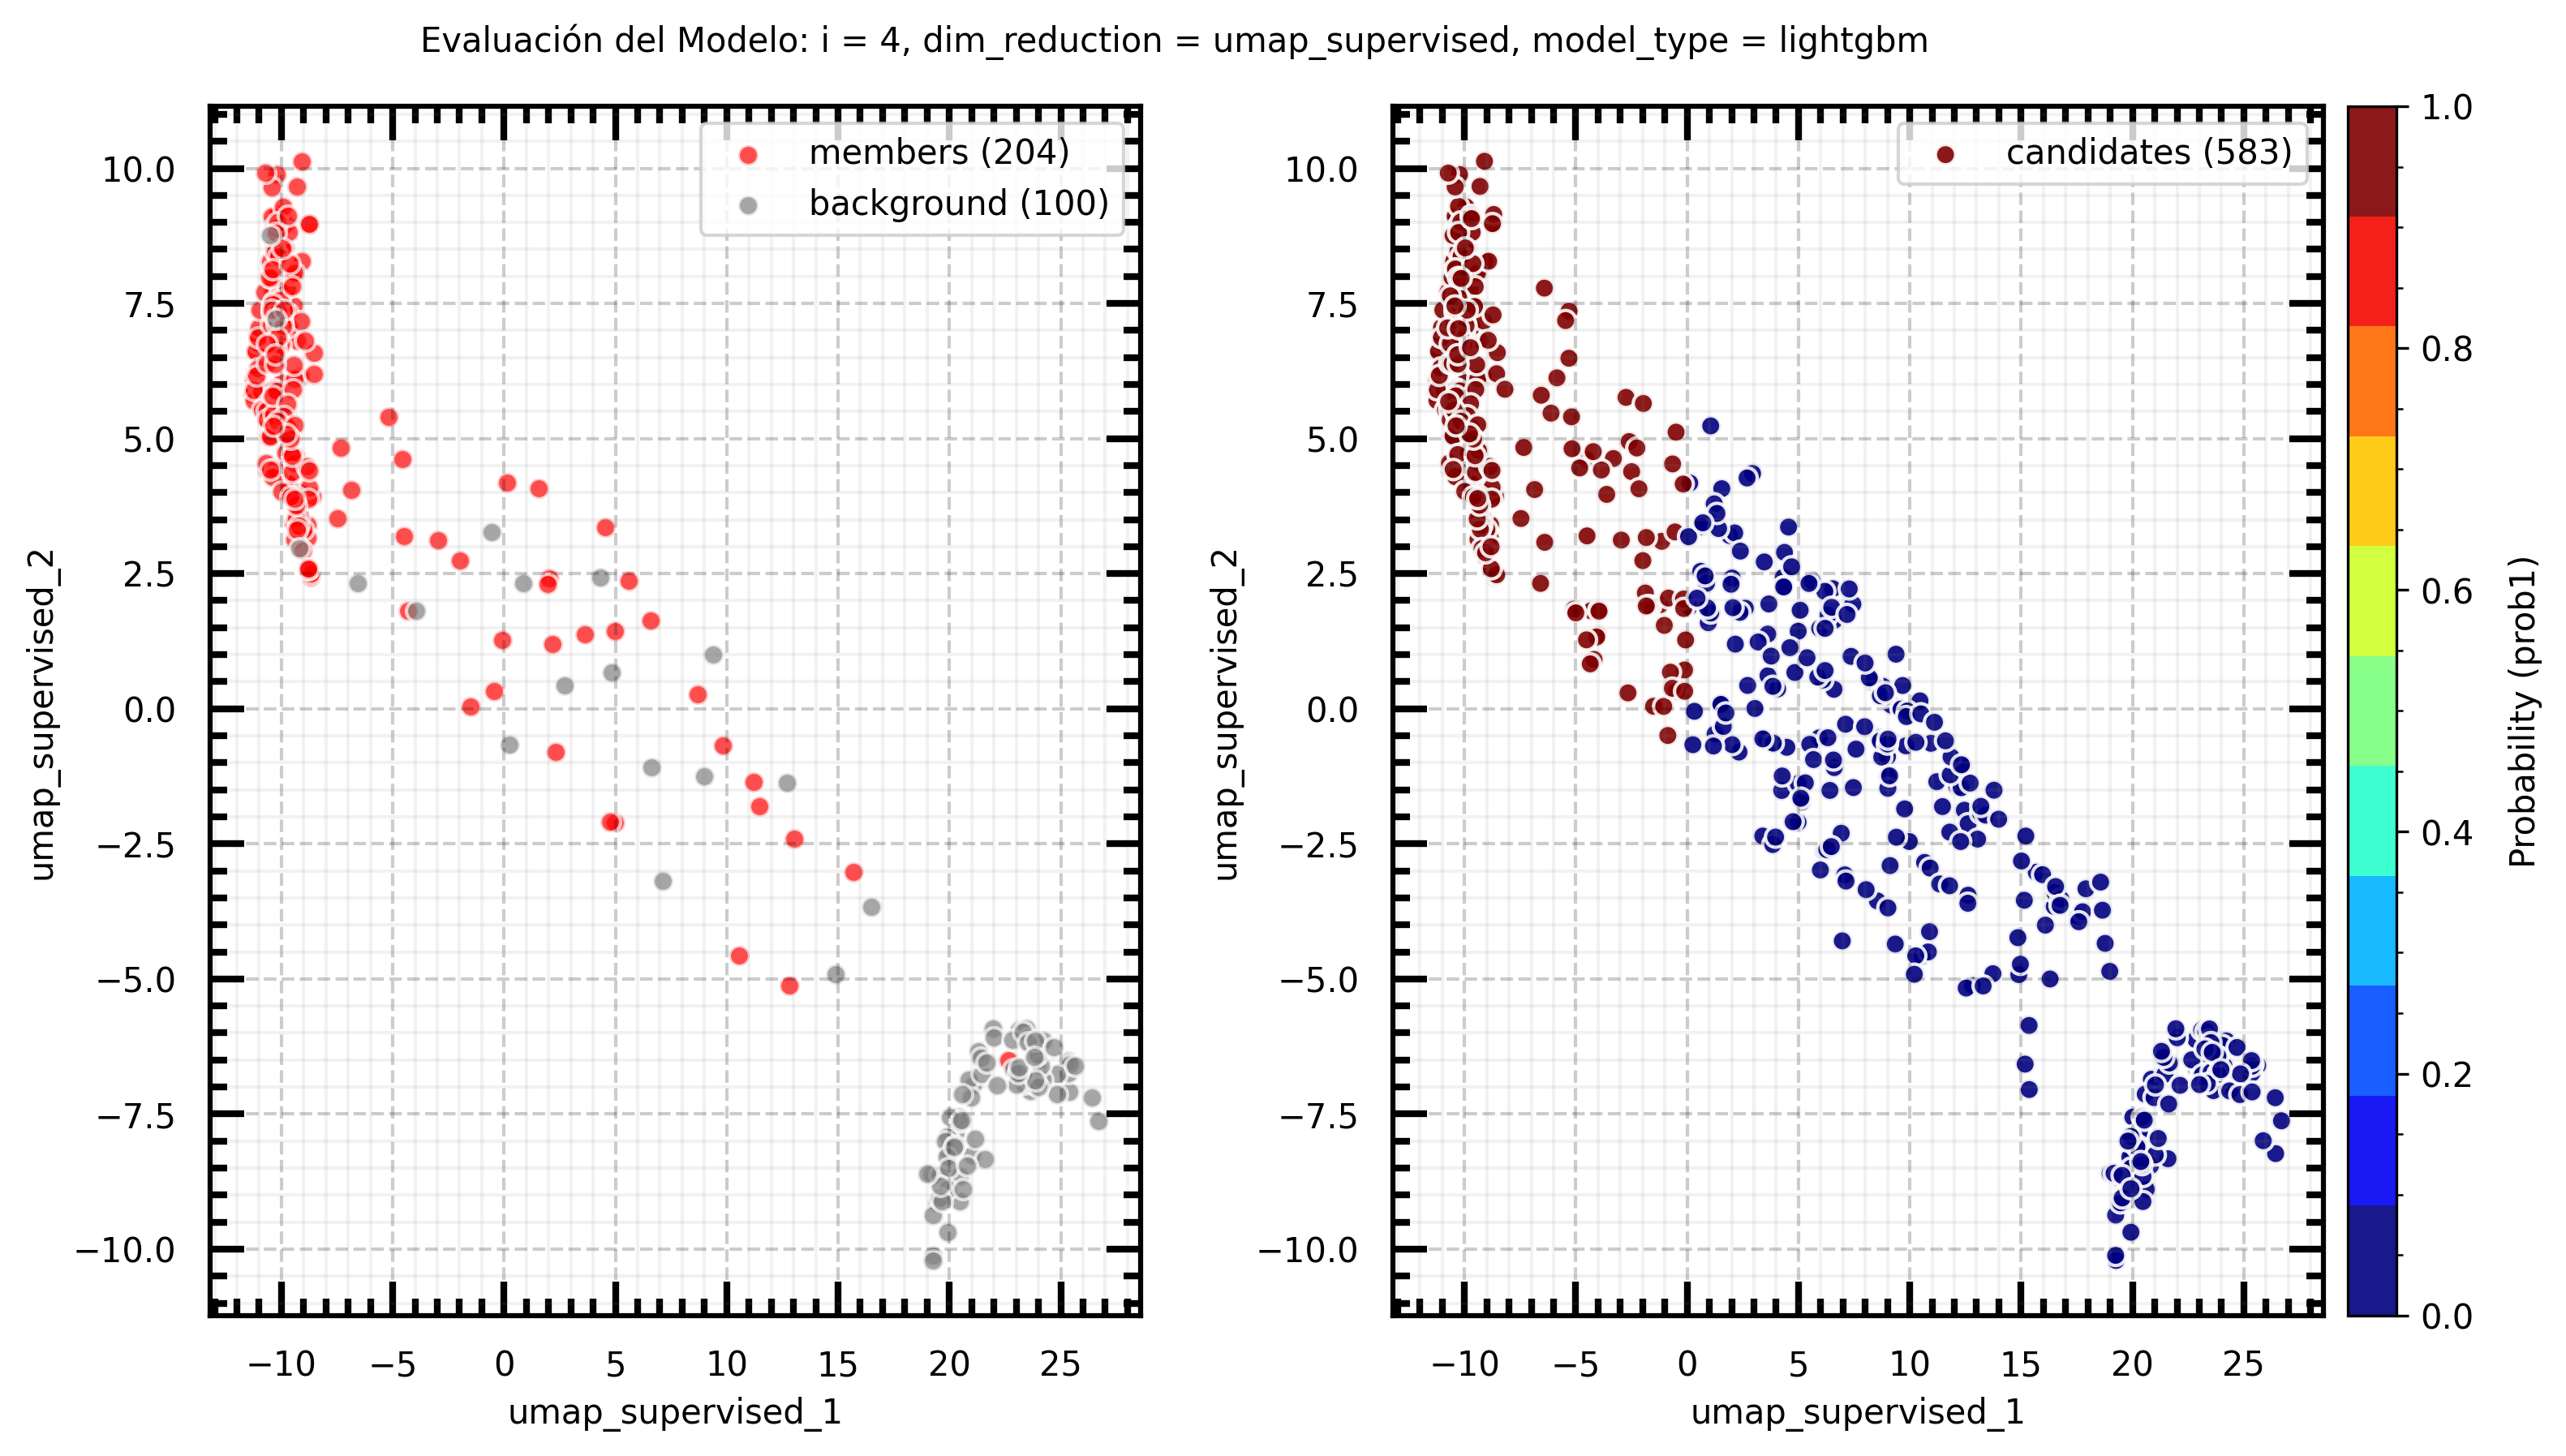 Evaluación del Modelo: i = 4, dim_reduction = umap_supervised, model_type = lightgbm
members (204)
background (100)
10.0
7.5
5.0
2.5
0.0
−2.5
−5.0
−7.5
−10.0
umap_supervised_2
−10 −5 0 5 10 15 20 25
umap_supervised_1
candidates (583)
10.0
7.5
5.0
2.5
0.0
−2.5
−5.0
−7.5
−10.0
umap_supervised_2
−10 −5 0 5 10 15 20 25
umap_supervised_1
1.0
0.8
0.6
0.4
0.2
0.0
Probability (prob1)